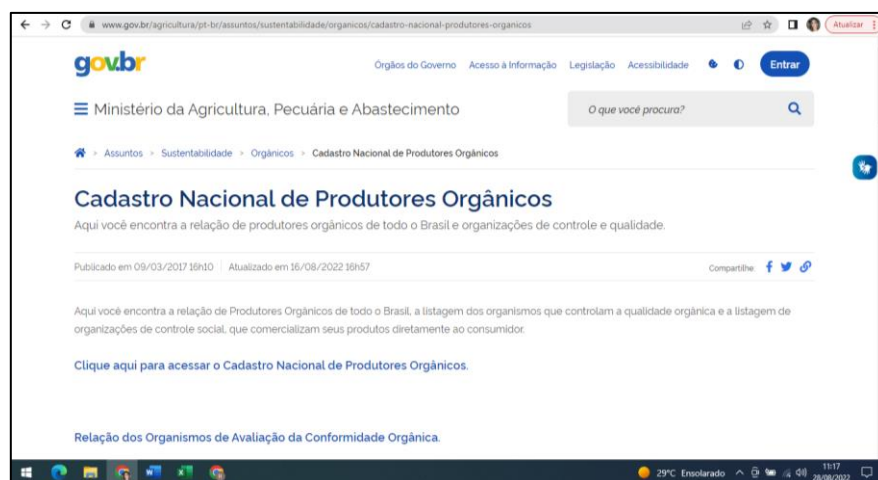 www.gov.br/agricultura/pt-br/assuntos/sustentabilidade/organicos/cadastro-nacional-produtores-organicos
Atualizar
gov.br
Órgãos do Governo Acesso à Informação Legislação Acessibilidade
Entrar
Ministério da Agricultura, Pecuária e Abastecimento
O que você procura?
Assuntos > Sustentabilidade > Orgânicos > Cadastro Nacional de Produtores Orgânicos
Cadastro Nacional de Produtores Orgânicos
Aqui você encontra a relação de produtores orgânicos de todo o Brasil e organizações de controle e qualidade.
Publicado em 09/03/2017 16h10 Atualizado em 16/08/2022 16h57
Compartilhe:
Aqui você encontra a relação de Produtores Orgânicos de todo o Brasil, a listagem dos organismos que controlam a qualidade orgânica e a listagem de
organizações de controle social, que comercializam seus produtos diretamente ao consumidor.
Clique aqui para acessar o Cadastro Nacional de Produtores Orgânicos.
Relação dos Organismos de Avaliação da Conformidade Orgânica.
29°C Ensolarado
11:17
28/08/2022